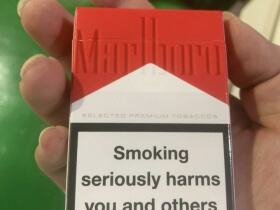 Marlboro
SELECTED PREMIUM TOBACCOS
Smoking
seriously harms
you and others